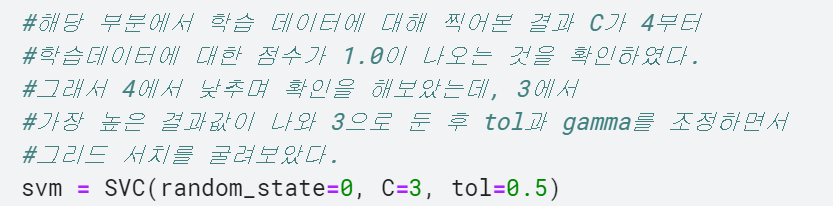 #해당 부분에서 학습 데이터에 대해 찍어본 결과 C가 4부터
#학습데이터에 대한 점수가 1.0이 나오는 것을 확인하였다.
#그래서 4에서 낮추며 확인을 해보았는데, 3에서
#가장 높은 결과값이 나와 3으로 둔 후 tol과 gamma를 조정하면서
#그리드 서치를 굴려보았다.
svm = SVC(random_state=0, C=3, tol=0.5)